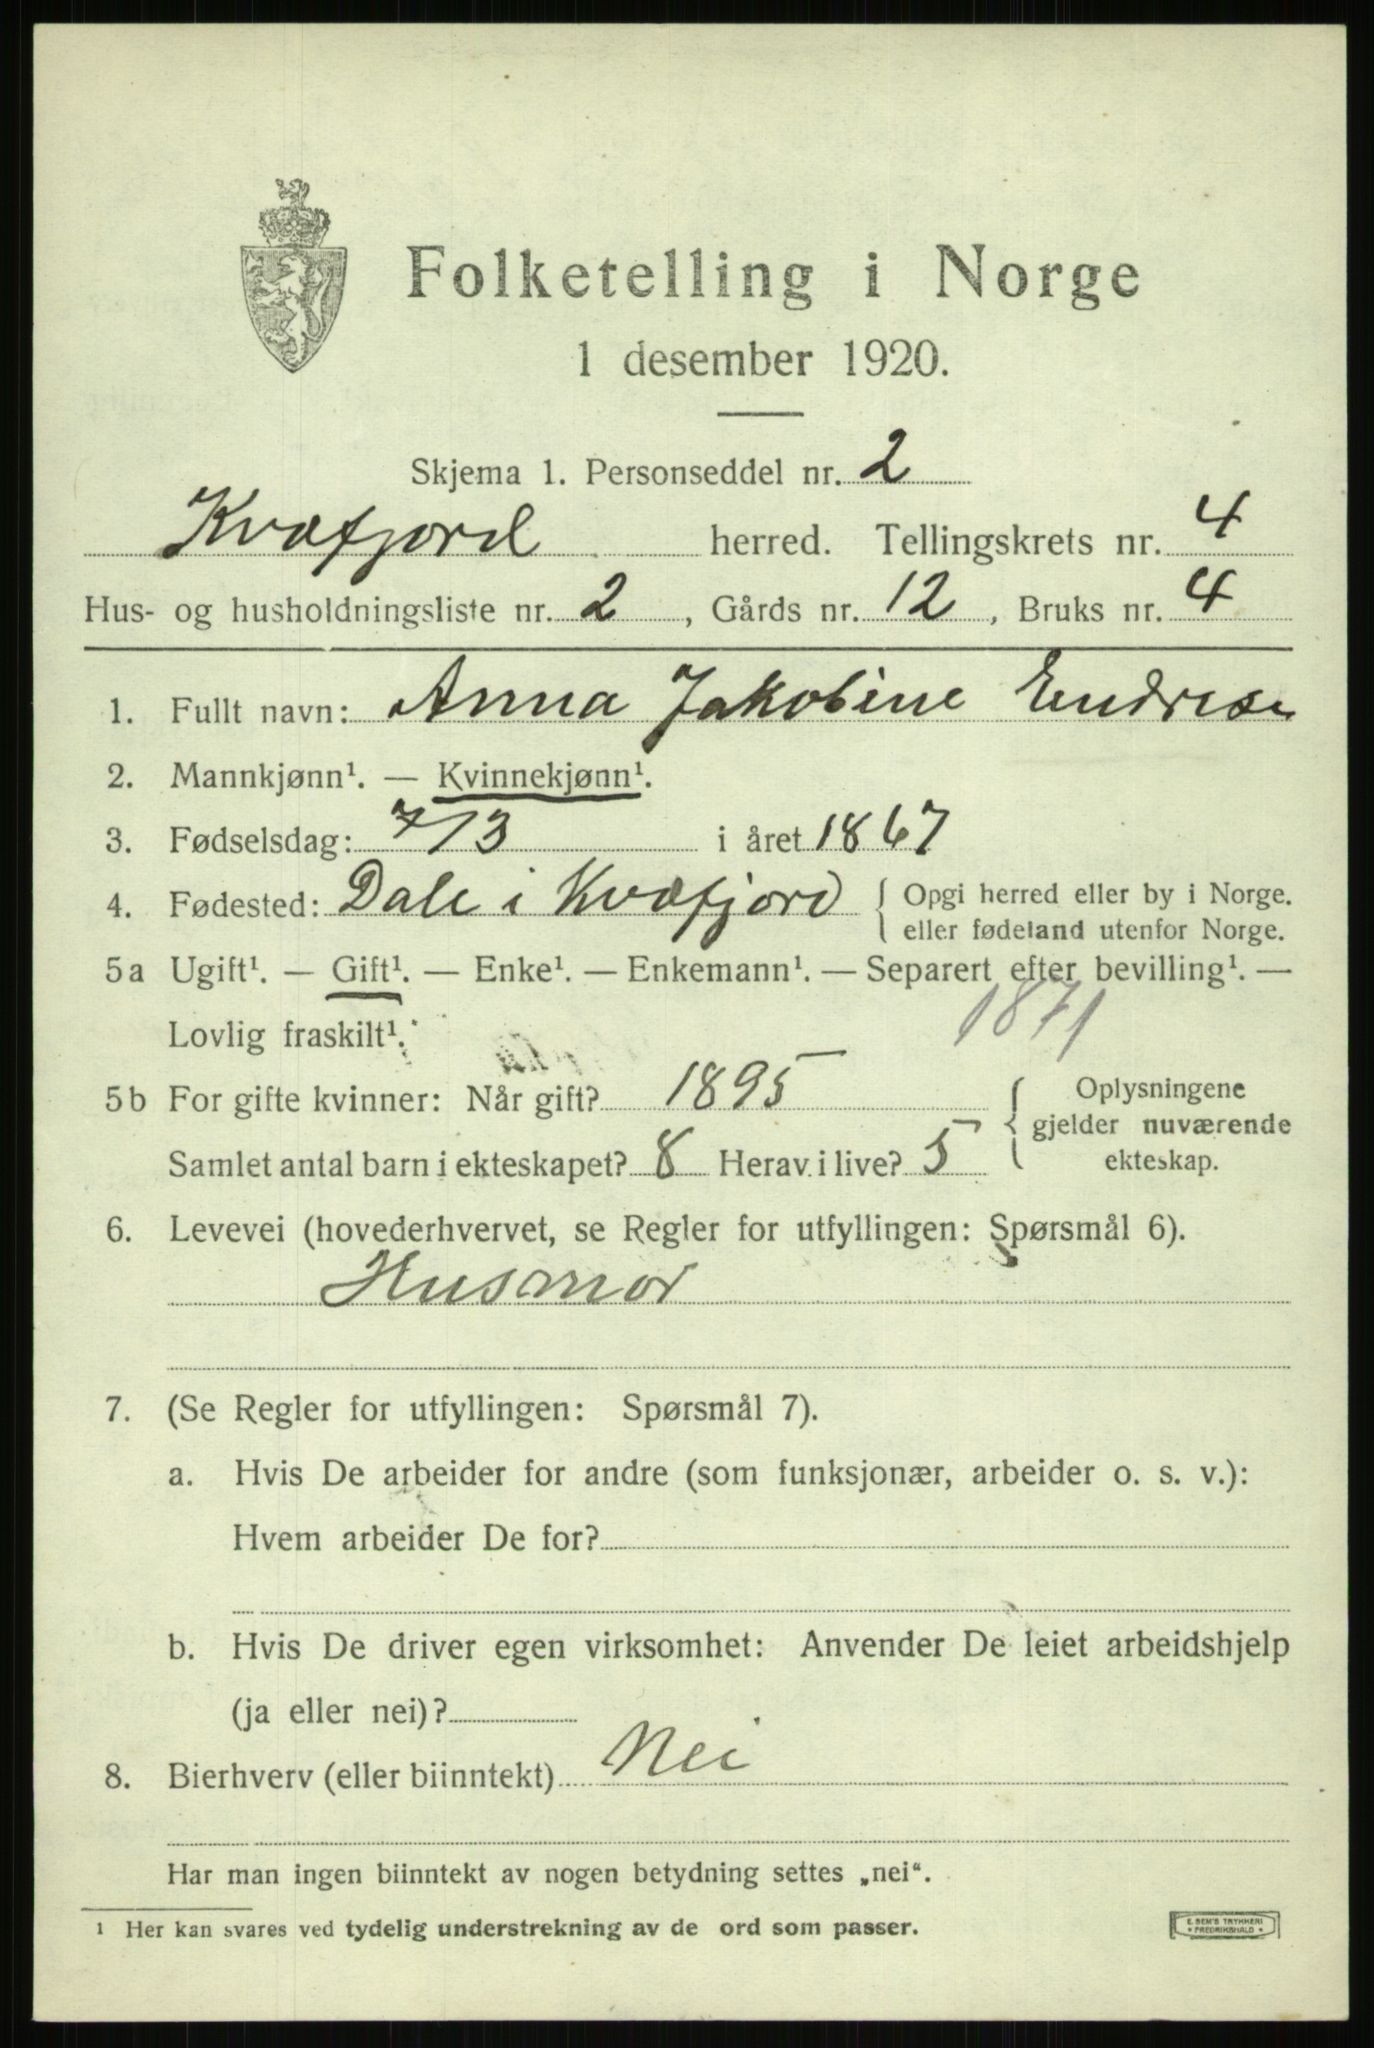 Folketelling i Norge
1 desember 1920.
Skjema 1. Personseddel nr. 2
Kvæfjord herred. Tellingskrets nr. 4
Hus- og husholdningsliste nr. 2, Gårds nr. 12, Bruks nr. 4
1. Fullt navn: Anna Jakobine Endresen
2. Mannkjønn¹. — Kvinnekjønn¹.
3. Fødselsdag: 7/3 i året 1867
4. Fødested: Dale i Kvæfjord { Opgi herred eller by i Norge.
eller fødeland utenfor Norge.
5a Ugift¹. — Gift¹. — Enke¹. — Enkemann¹. — Separert efter bevilling¹. —
1871
Lovlig fraskilt¹.
5b For gifte kvinner: Når gift? 1895 { Oplysningene
gjelder nuværende
ekteskap.
Samlet antal barn i ekteskapet? 8 Herav i live? 5
6. Levevei (hovederhvervet, se Regler for utfyllingen: Spørsmål 6).
Husmor
7. (Se Regler for utfyllingen: Spørsmål 7).
a. Hvis De arbeider for andre (som funksjonær, arbeider o. s. v.):
Hvem arbeider De for?
b. Hvis De driver egen virksomhet: Anvender De leiet arbeidshjelp
(ja eller nei)?
8. Bierhverv (eller biinntekt) Nei
Har man ingen biinntekt av nogen betydning settes „nei“.
¹ Her kan svares ved tydelig understrekning av de ord som passer.
E. SEM'S TRYKKERI
* FREDRIKSHALD *